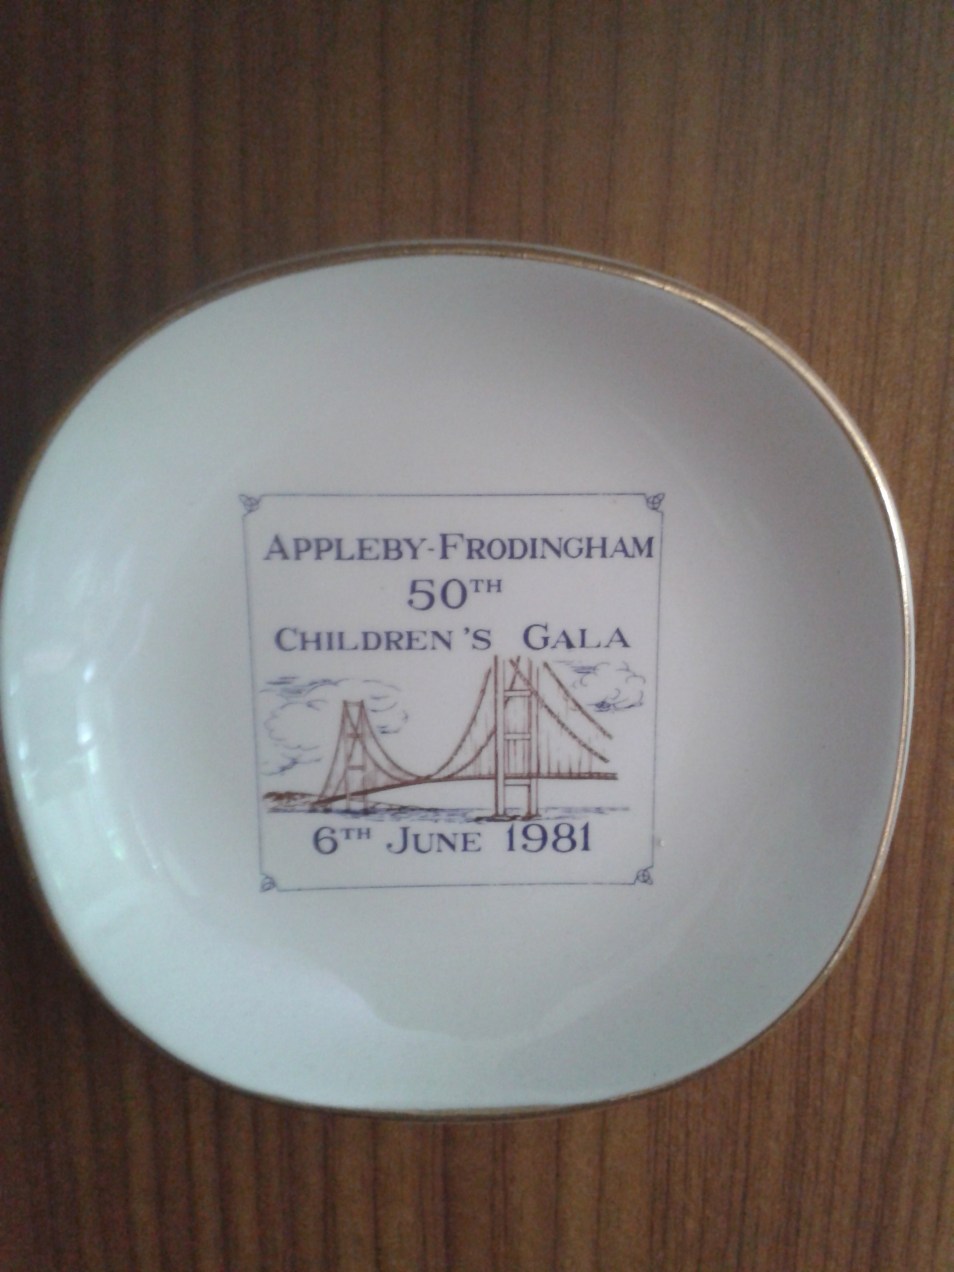 APPLEBY-FRODINGHAM
50TH
CHILDREN'S GALA
6TH JUNE 1981